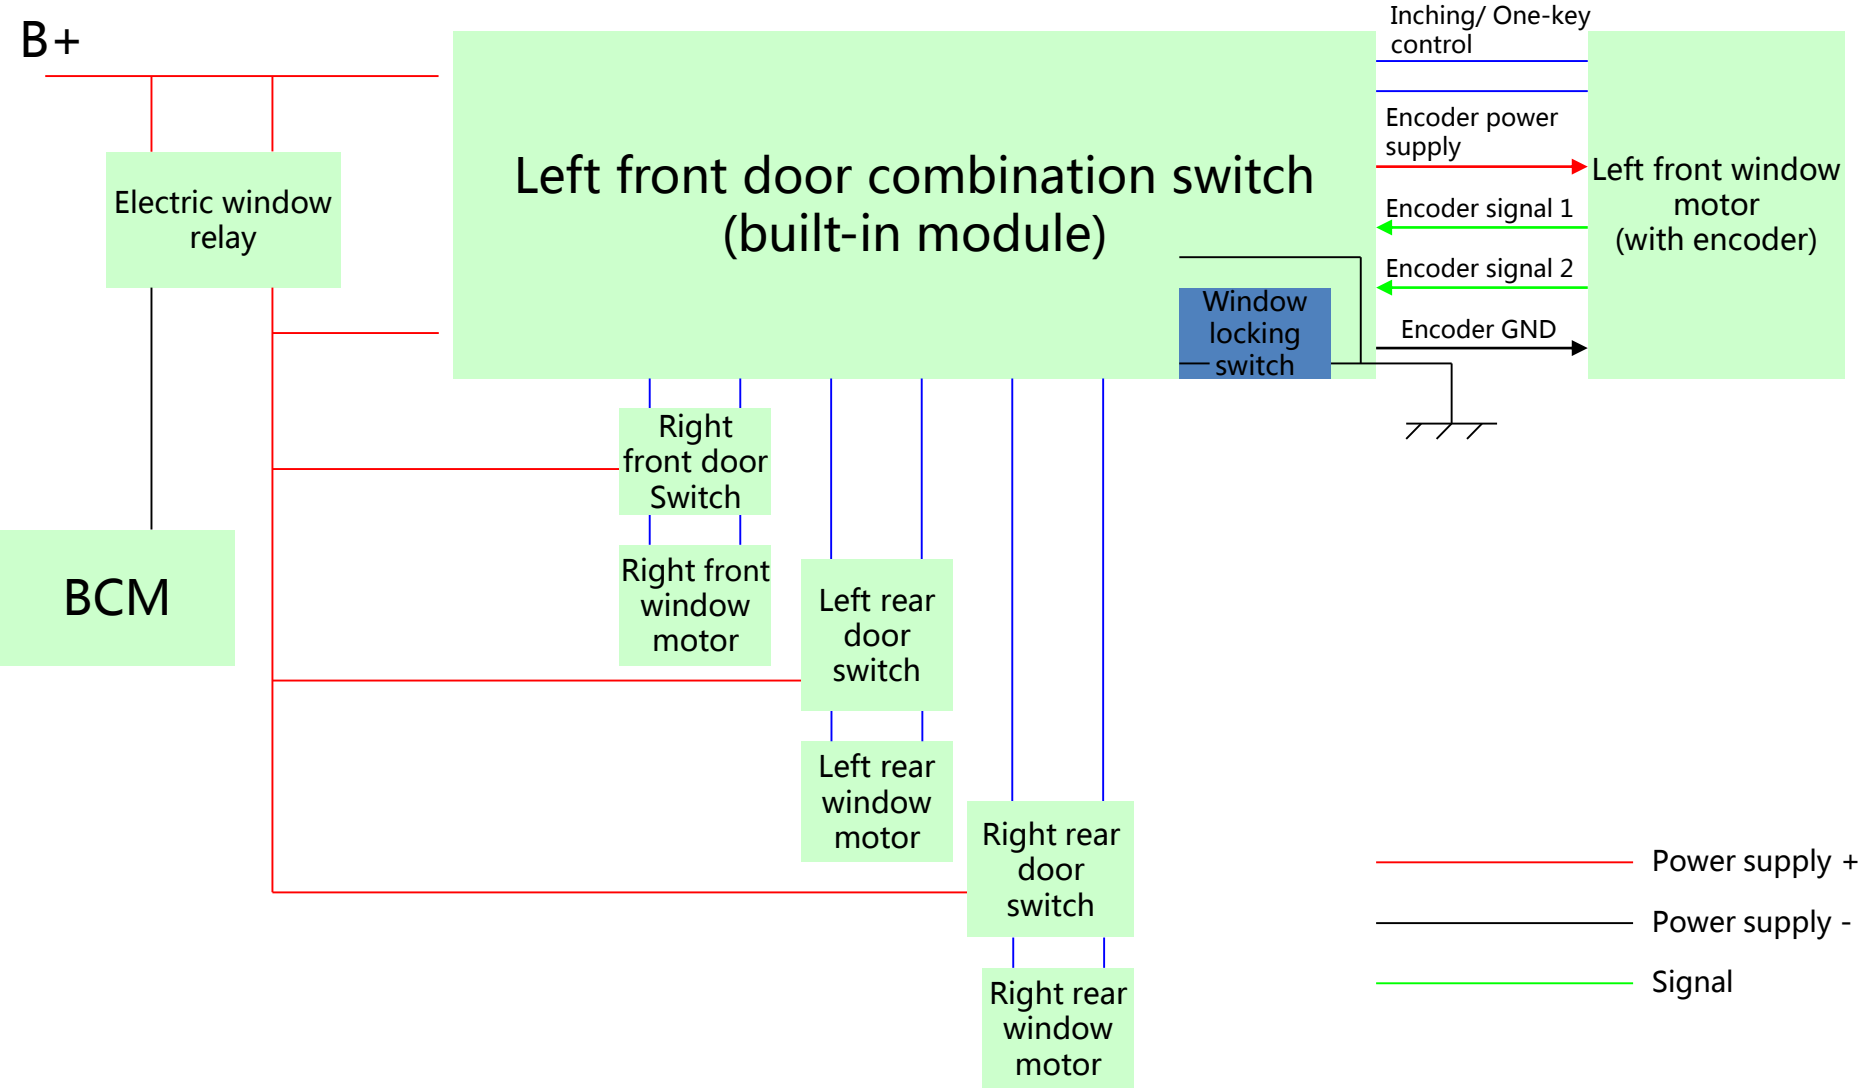 B+
Inching/ One-key
control
Encoder power
supply
Left front door combination switch
(built-in module)
Left front window
motor
(with encoder)
Electric window
relay
Encoder signal 1
Encoder signal 2
Window
locking
switch
Encoder GND
Right
front door
Switch
Right front
window
motor
BCM
Left rear
door
switch
Left rear
window
motor
Right rear
door
switch
Right rear
window
motor
Power supply +
Power supply -
Signal